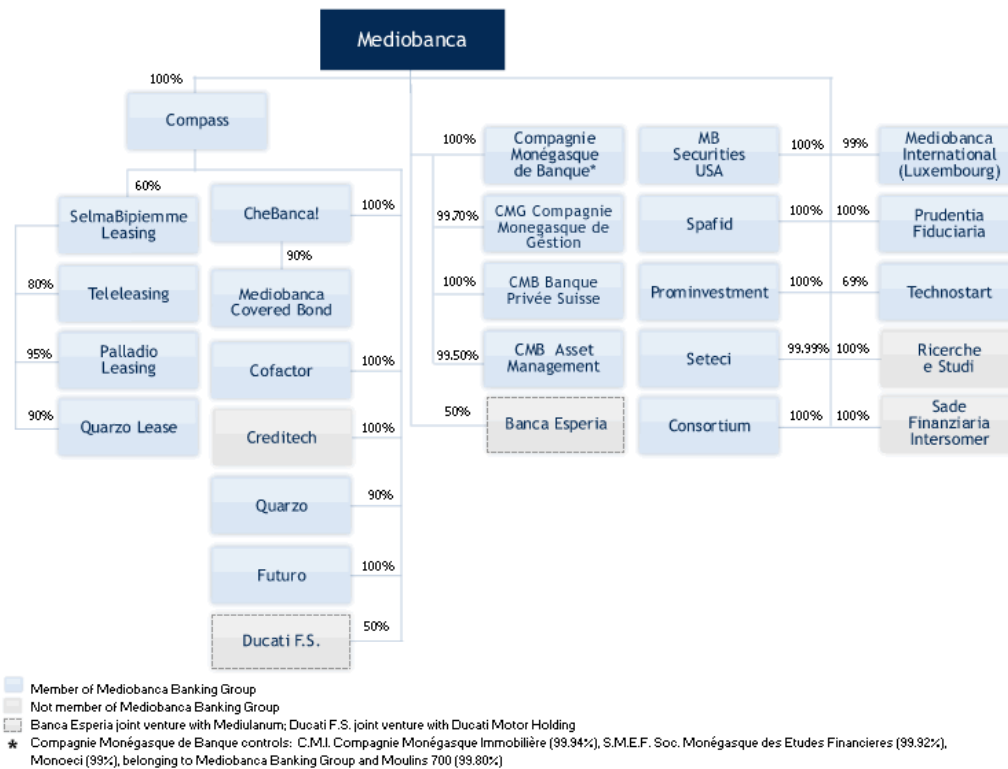 Mediobanca
100%
Compass
60%
SelmaBipiemme
Leasing
80%
Teleleasing
95%
Palladio
Leasing
90%
Quarzo Lease
CheBanca!
100%
90%
Mediobanca
Covered Bond
Cofactor
100%
Creditech
100%
Quarzo
90%
Futuro
100%
Ducati F.S.
50%
100%
Compagnie
Monégasque
de Banque*
99.70%
CMG Compagnie
Monegasque de
Géstion
100%
CMB Banque
Privée Suisse
99.50%
CMB Asset
Management
50%
Banca Esperia
MB
Securities
USA
100%
Spafid
100%
Prominvestment
100%
Seteci
99.99%
Consortium
100%
99%
Mediobanca
International
(Luxembourg)
100%
Prudentia
Fiduciaria
69%
Technostart
100%
Ricerche
e Studi
100%
Sade
Finanziaria
Intersomer
Member of Mediobanca Banking Group
Not member of Mediobanca Banking Group
Banca Esperia joint venture with Mediulanum; Ducati F.S. joint venture with Ducati Motor Holding
* Compagnie Monégasque de Banque controls: C.M.I. Compagnie Monégasque Immobilière (99.94%), S.M.E.F. Soc. Monégasque des Etudes Financieres (99.92%),
Monoeci (99%), belonging to Mediobanca Banking Group and Moulins 700 (99.80%)